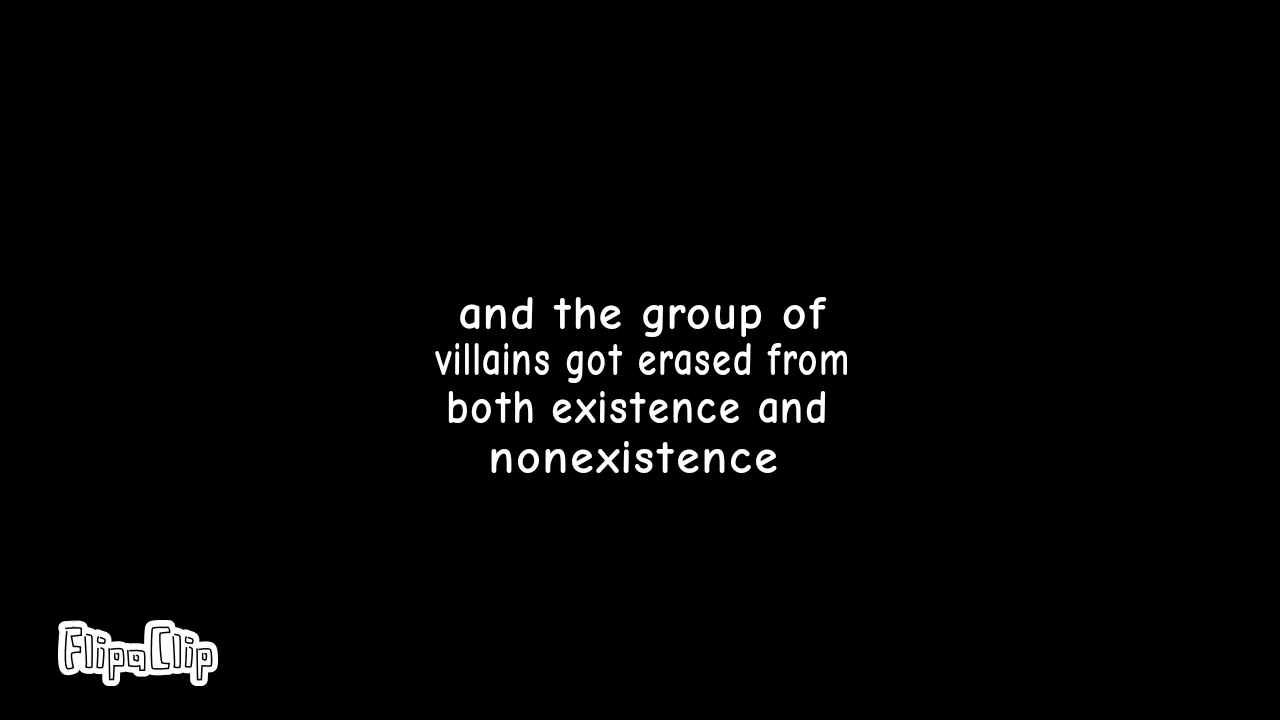 and the group of
villains got erased from
both existence and
nonexistence
FlipaClip